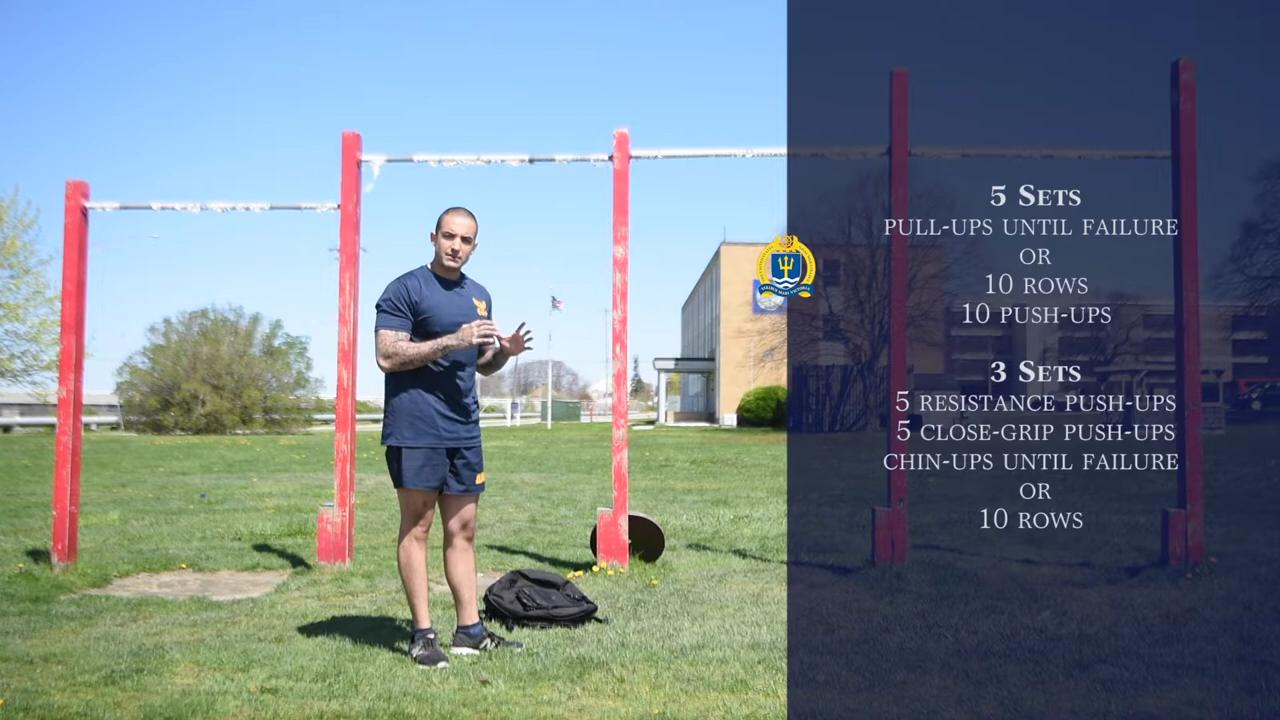 5 SETS
PULL-UPS UNTIL FAILURE
OR
10 ROWS
10 PUSH-UPS
3 SETS
5 RESISTANCE PUSH-UPS
5 CLOSE-GRIP PUSH-UPS
CHIN-UPS UNTIL FAILURE
OR
10 ROWS